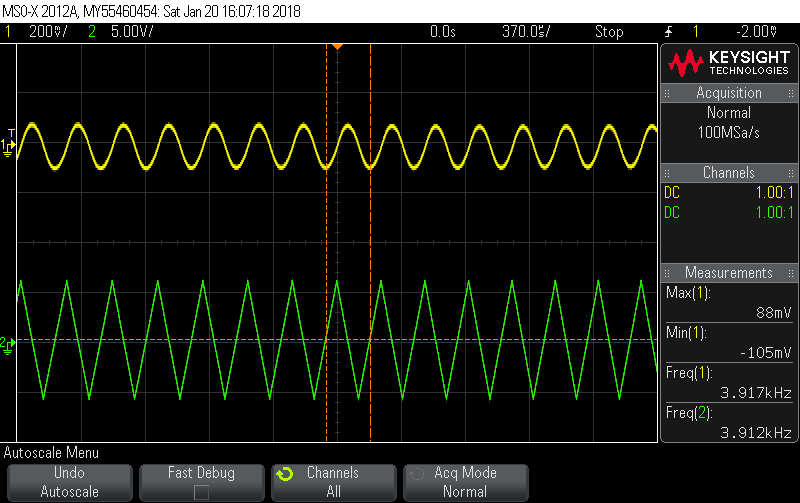 MSO-X 2012A, MY55460454: Sat Jan 20 16:07:18 2018
1 200mV/ 2 5.00V/ 0.0s 370.0us/ Stop 1 -2.00mV
KEYSIGHT
TECHNOLOGIES
Acquisition
Normal
100MSa/s
Channels
DC 1.00:1
DC 1.00:1
Measurements
Max(1):
88mV
Min(1):
-105mV
Freq(1):
3.917kHz
Freq(2):
3.912kHz
T
1
2
Autoscale Menu
Undo
Autoscale
Fast Debug
Channels
All
Acq Mode
Normal